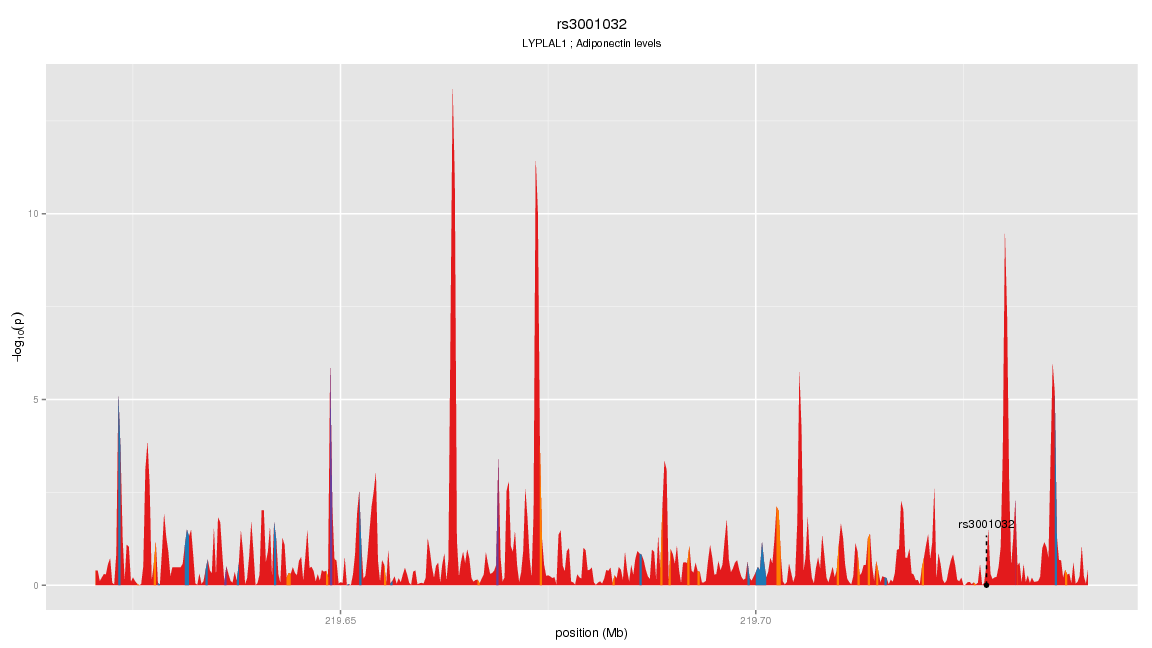 rs3001032
LYPLAL1 ; Adiponectin levels
−log10(p)
10
5
0
rs3001032
219.65
219.70
position (Mb)